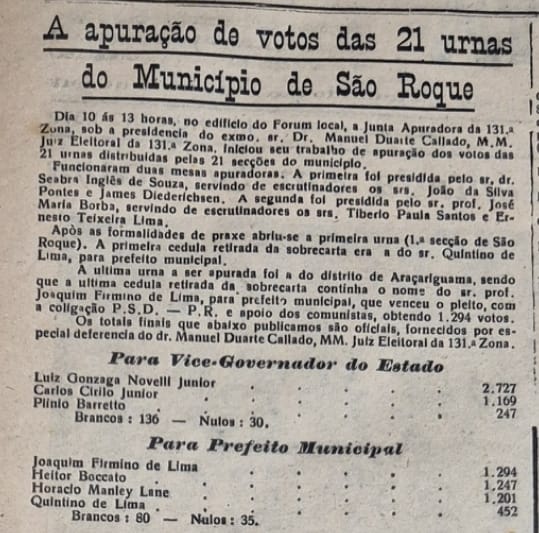 A apuração de votos das 21 urnas
do Município de São Roque
Dia 10 ás 13 horas, no edificio do Forum local, a Junta Apuradora da 131.ª
Zona, sob a presidencia do exmo. sr. Dr. Manuel Duarte Callado, M.M.
Juiz Eleitoral da 131.ª Zona, iniciou seu trabalho de apuração dos votos das
21 urnas distribuidas pelas 21 secções do municipio.
Funcionaram duas mesas apuradoras. A primeira foi presidida pelo sr. dr.
Seabra Inglês de Souza, servindo de escrutinadores os srs. João da Silva
Pontes e James Diederichsen. A segunda foi presidida pelo sr. prof. José
Maria Borba, servindo de escrutinadores os srs. Tiberio Paula Santos e Er-
nesto Teixeira Lima.
Após as formalidades de praxe abriu-se a primeira urna (1.ª secção de São
Roque). A primeira cedula retirada da sobrecarta era a do sr. Quintino de
Lima, para prefeito municipal.
A ultima urna a ser apurada foi a do distrito de Araçariguama, sendo
que a ultima cedula retirada da sobrecarta continha o nome do sr. prof.
Joaquim Firmino de Lima, para prefeito municipal, que venceu o pleito, com
a coligação P.S.D. — P.R. e apoio dos comunistas, obtendo 1.294 votos.
Os totais finais que abaixo publicamos são oficiais, fornecidos por es-
pecial deferencia do dr. Manuel Duarte Callado, MM. Juiz Eleitoral da 131.ª Zona.
Para Vice-Governador do Estado
Luiz Gonzaga Novelli Junior . . . . . . 2.727
Carlos Cirilo Junior . . . . . . 1.169
Plinio Barretto . . . . . . 247
Brancos : 136 — Nulos : 30.
Para Prefeito Municipal
Joaquim Firmino de Lima . . . . . . 1.294
Heitor Boccato . . . . . . 1.247
Horacio Manley Lane . . . . . . 1.201
Quintino de Lima . . . . . . 452
Brancos : 80 — Nulos : 35.